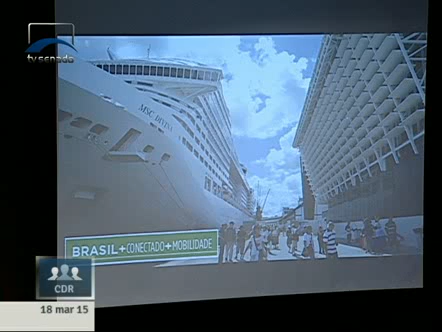 tv senado
MSC DIVINA
BRASIL+CONECTADO+MOBILIDADE
CDR
18 mar 15